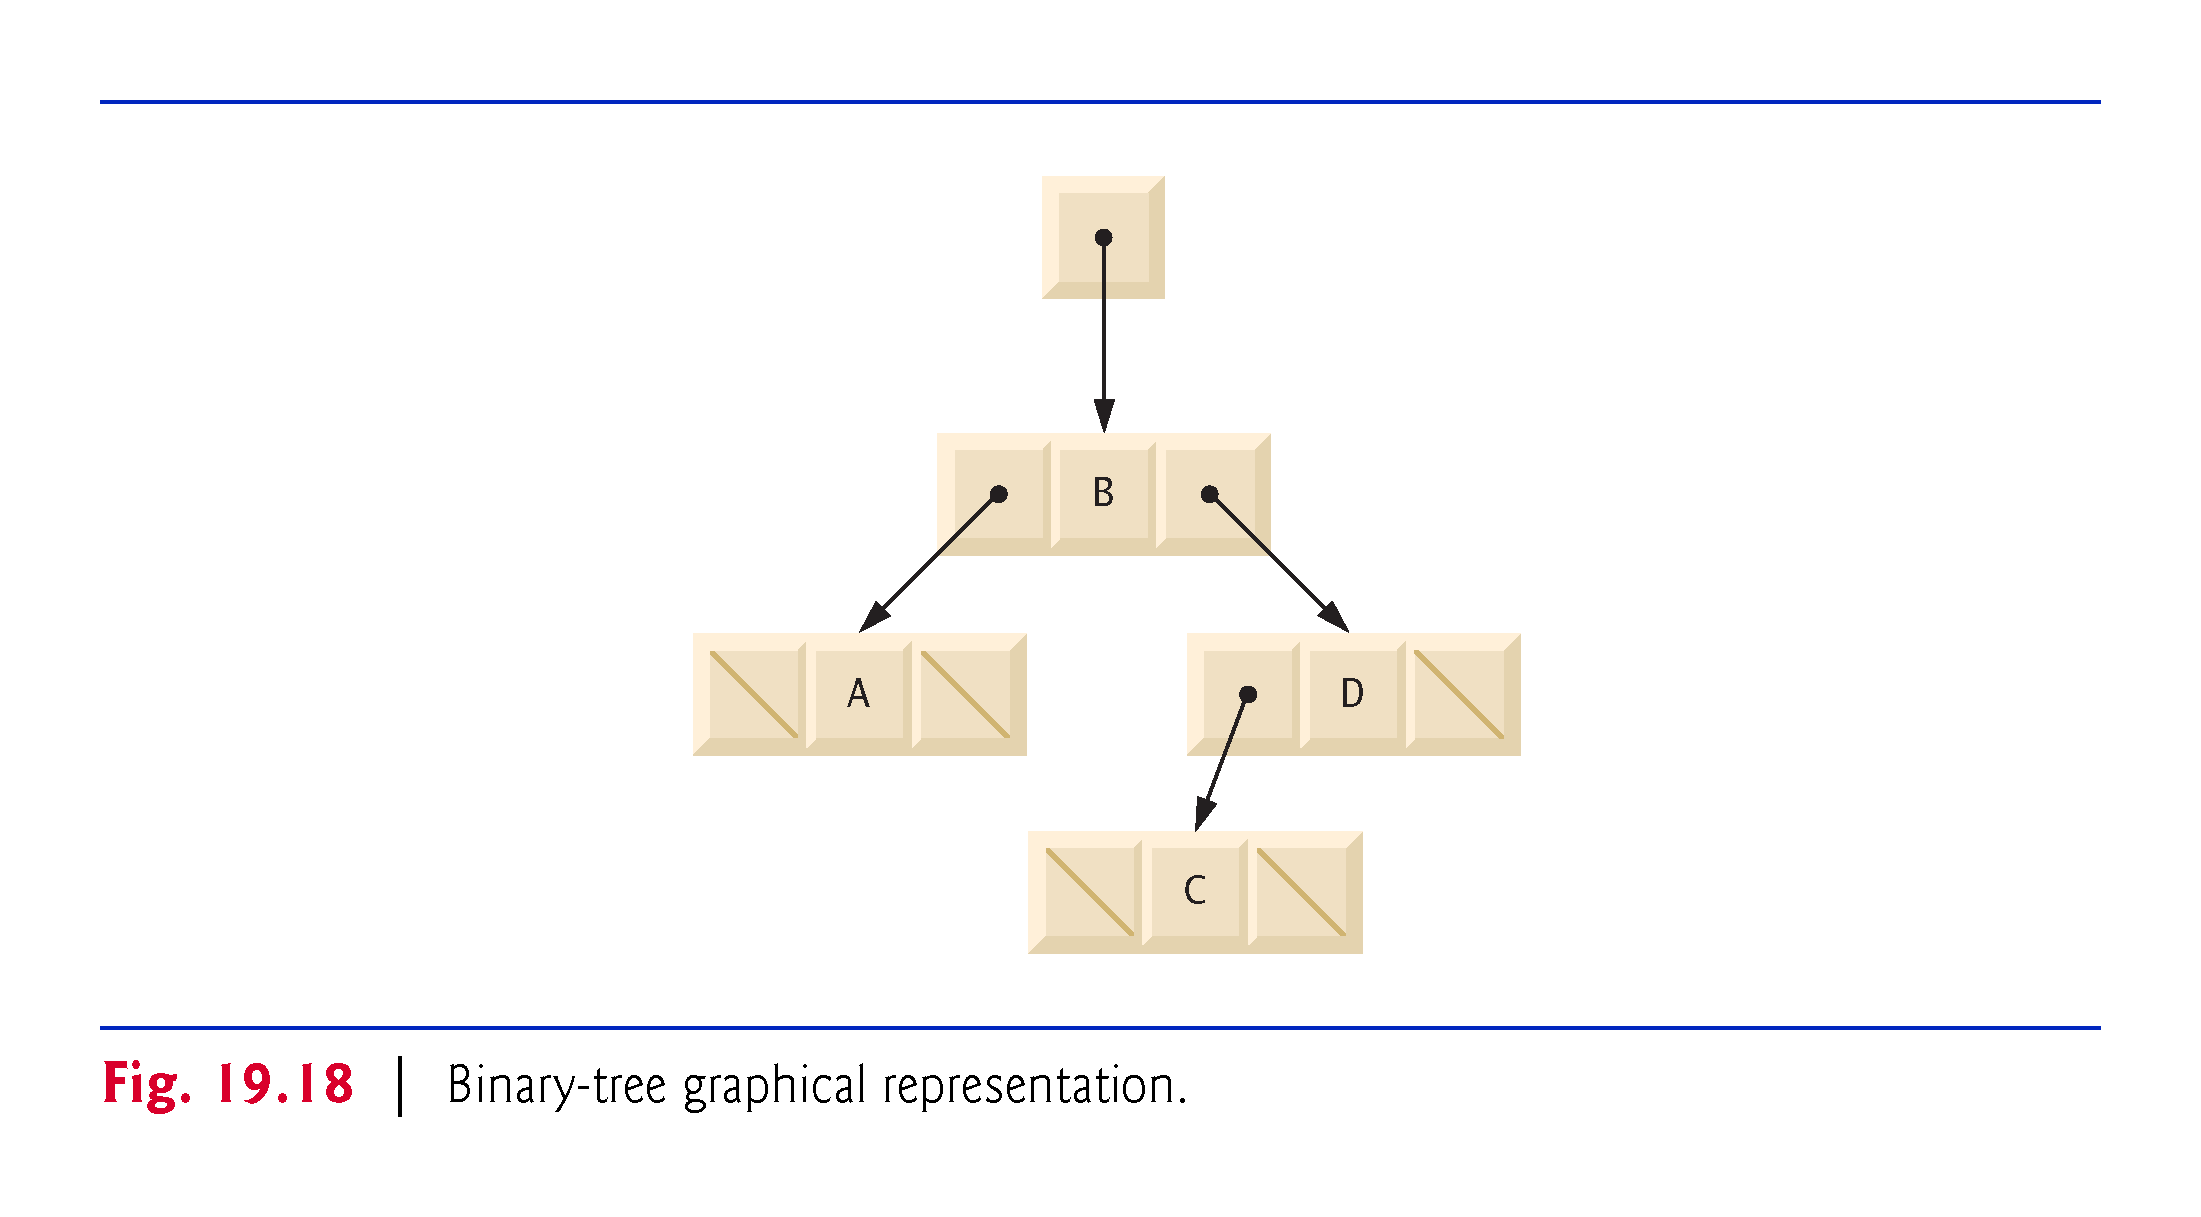 B
A D
C
Fig. 19.18 | Binary-tree graphical representation.